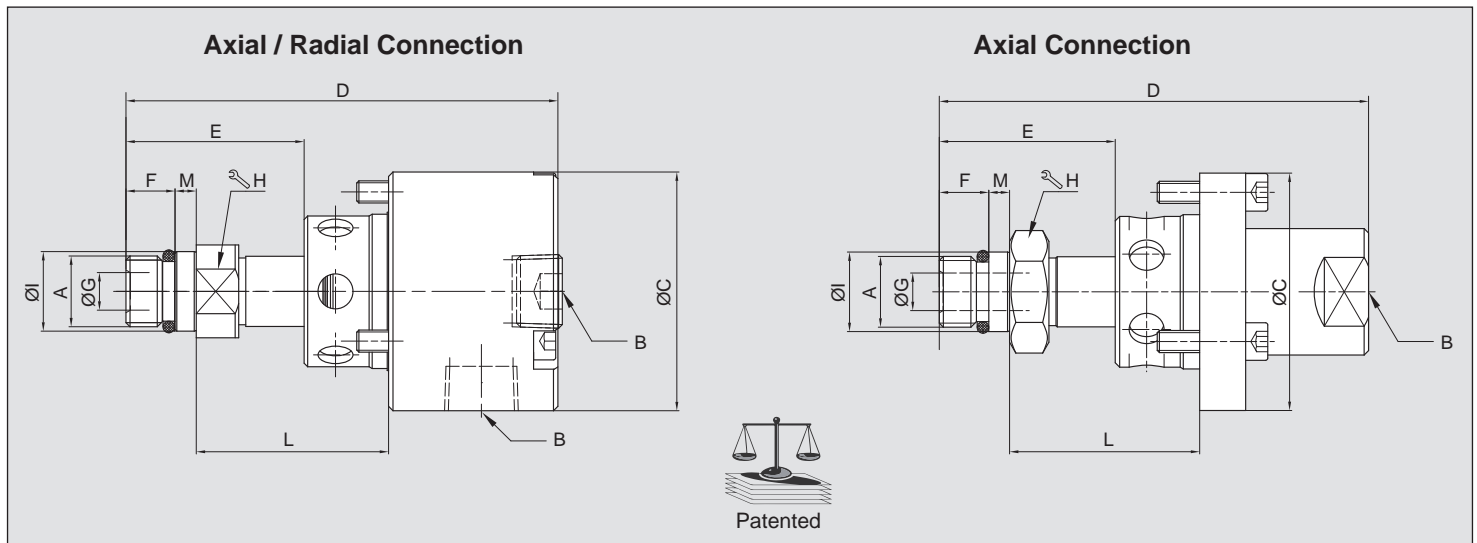 Axial / Radial Connection
D
E
F
M
H
ØI
A
ØG
ØC
B
B
L
Axial Connection
D
E
F
M
H
ØI
A
ØG
ØC
B
L
Patented